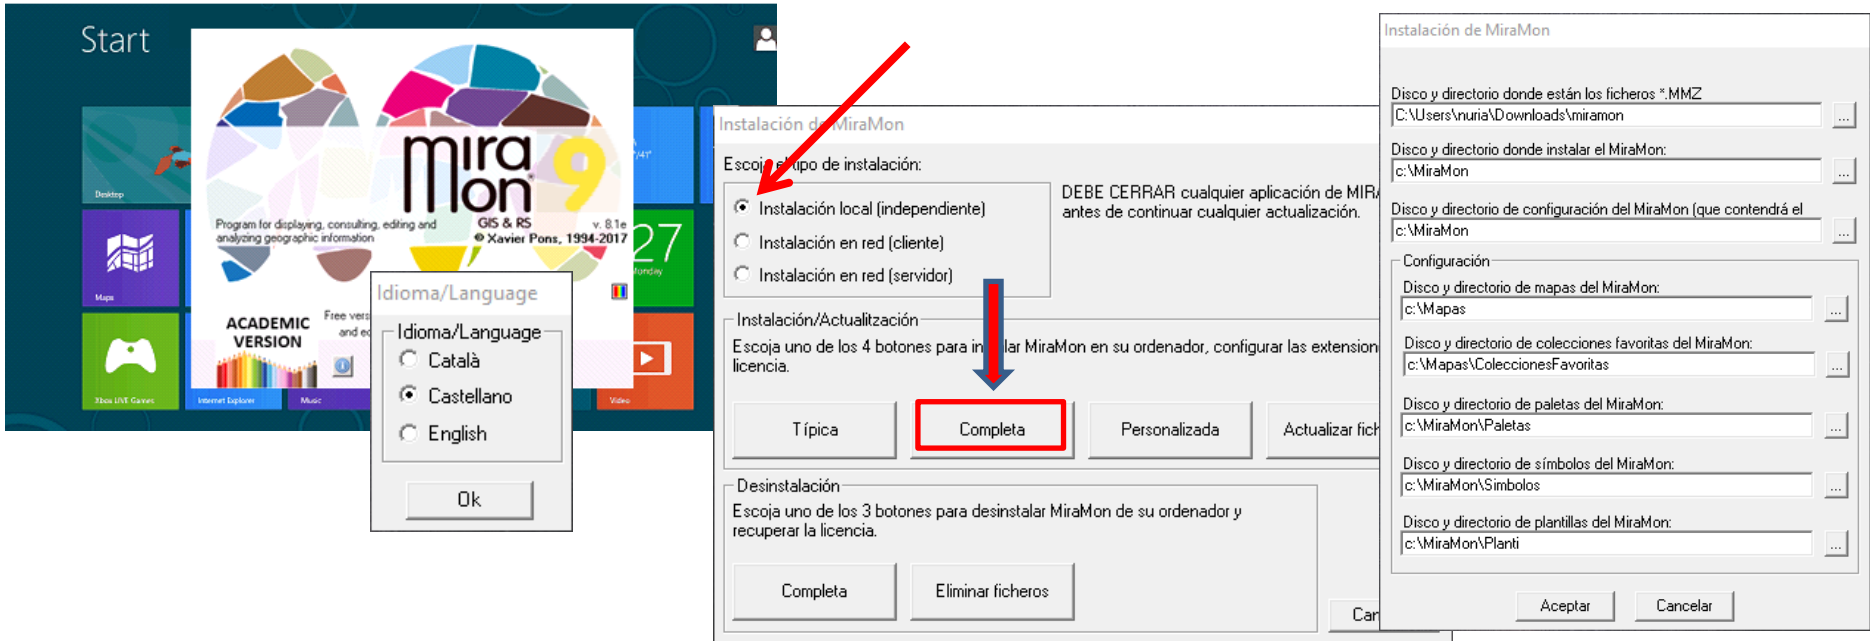 Start
Desktop
Maps
Xbox LIVE Games
Internet Explorer
Music
Video
27
Monday
mira
Mon
9
Program for displaying, consulting, editing and
analyzing geographic information
GIS & RS
v. 8.1e
© Xavier Pons, 1994-2017
ACADEMIC
VERSION
Free vers
and ec
Idioma/Language
Idioma/Language
Català
Castellano
English
Ok
Instalación de MiraMon
Escoja el tipo de instalación:
Instalación local (independiente)
Instalación en red (cliente)
Instalación en red (servidor)
DEBE CERRAR cualquier aplicación de MIRA
antes de continuar cualquier actualización.
Instalación/Actualitzación
Escoja uno de los 4 botones para instalar MiraMon en su ordenador, configurar las extension
licencia.
Típica
Completa
Personalizada
Actualizar fich
Desinstalación
Escoja uno de los 3 botones para desinstalar MiraMon de su ordenador y
recuperar la licencia.
Completa
Eliminar ficheros
Can
Instalación de MiraMon
Disco y directorio donde están los ficheros *.MMZ
C:\Users\nuria\Downloads\miramon
...
Disco y directorio donde instalar el MiraMon:
c:\MiraMon
...
Disco y directorio de configuración del MiraMon (que contendrá el
c:\MiraMon
...
Configuración
Disco y directorio de mapas del MiraMon:
c:\Mapas
...
Disco y directorio de colecciones favoritas del MiraMon:
c:\Mapas\ColeccionesFavoritas
...
Disco y directorio de paletas del MiraMon:
c:\MiraMon\Paletas
...
Disco y directorio de símbolos del MiraMon:
c:\MiraMon\Simbolos
...
Disco y directorio de plantillas del MiraMon:
c:\MiraMon\Planti
...
Aceptar
Cancelar